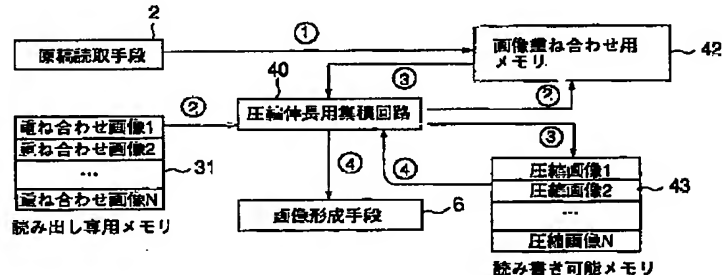 2
原稿読取手段
①
画像重ね合わせ用
メモリ
42
40
③
圧縮伸長用集積回路
②
②
③
重ね合わせ画像1
重ね合わせ画像2
…
重ね合わせ画像N
31
読み出し専用メモリ
④
④
画像形成手段
6
圧縮画像1
圧縮画像2
…
圧縮画像N
43
読み書き可能メモリ